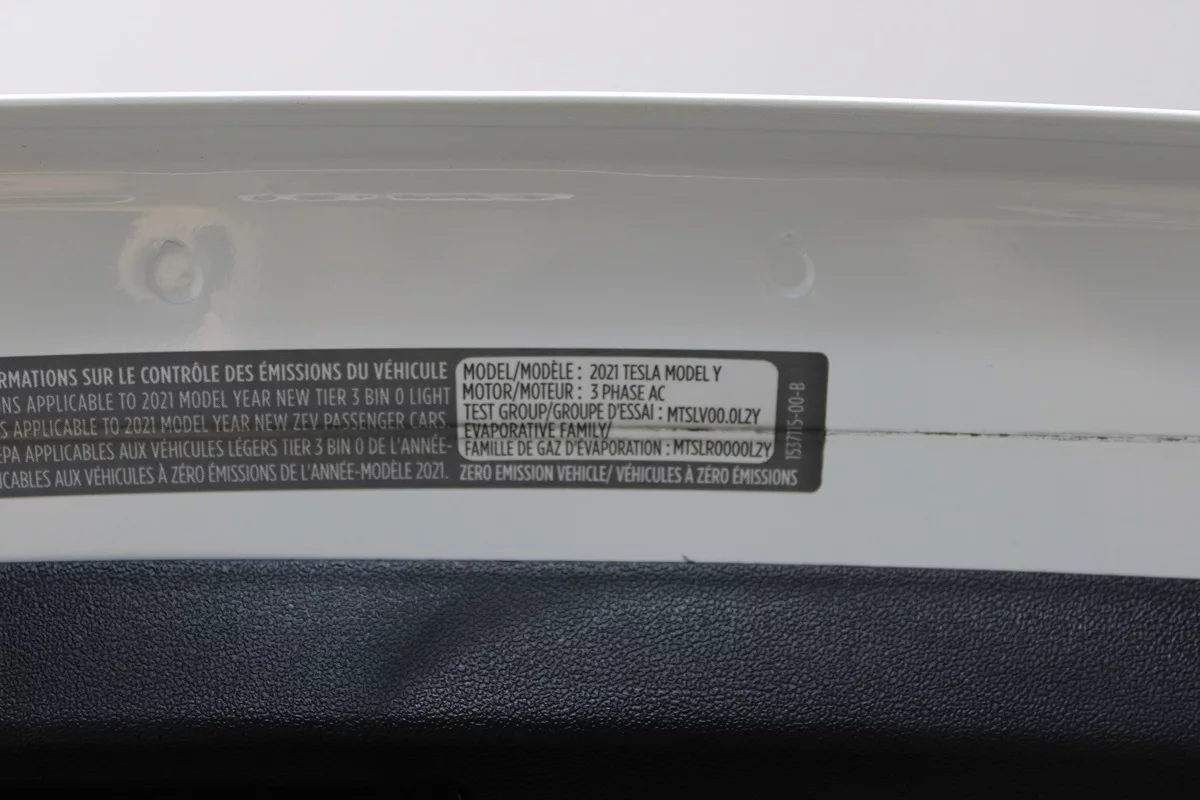 RMATIONS SUR LE CONTRÔLE DES ÉMISSIONS DU VÉHICULE
NS APPLICABLE TO 2021 MODEL YEAR NEW TIER 3 BIN 0 LIGHT
S APPLICABLE TO 2021 MODEL YEAR NEW ZEV PASSENGER CARS.
EPA APPLICABLES AUX VÉHICULES LÉGERS TIER 3 BIN 0 DE L'ANNÉE-
ICABLES AUX VÉHICULES À ZÉRO ÉMISSIONS DE L'ANNÉE-MODÈLE 2021.
MODEL/MODÈLE : 2021 TESLA MODEL Y
MOTOR/MOTEUR : 3 PHASE AC
TEST GROUP/GROUPE D'ESSAI : MTSLV00.0L2Y
EVAPORATIVE FAMILY/
FAMILLE DE GAZ D'ÉVAPORATION : MTSLR0000L2Y
ZERO EMISSION VEHICLE/ VÉHICULES À ZÉRO ÉMISSIONS
1537115-00-B